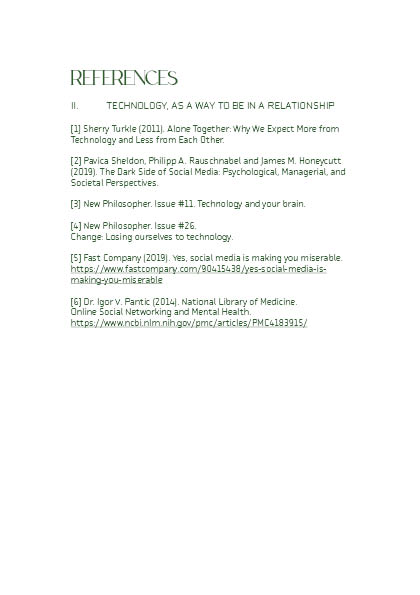 REFERENCES
II. TECHNOLOGY, AS A WAY TO BE IN A RELATIONSHIP
[1] Sherry Turkle (2011). Alone Together: Why We Expect More from
Technology and Less from Each Other.
[2] Pavica Sheldon, Philipp A. Rauschnabel and James M. Honeycutt
(2019). The Dark Side of Social Media: Psychological, Managerial, and
Societal Perspectives.
[3] New Philosopher. Issue #11. Technology and your brain.
[4] New Philosopher. Issue #26.
Change: Losing ourselves to technology.
[5] Fast Company (2019). Yes, social media is making you miserable.
https://www.fastcompany.com/90415438/yes-social-media-is-
making-you-miserable
[6] Dr. Igor V. Pantic (2014). National Library of Medicine.
Online Social Networking and Mental Health.
https://www.ncbi.nlm.nih.gov/pmc/articles/PMC4183915/